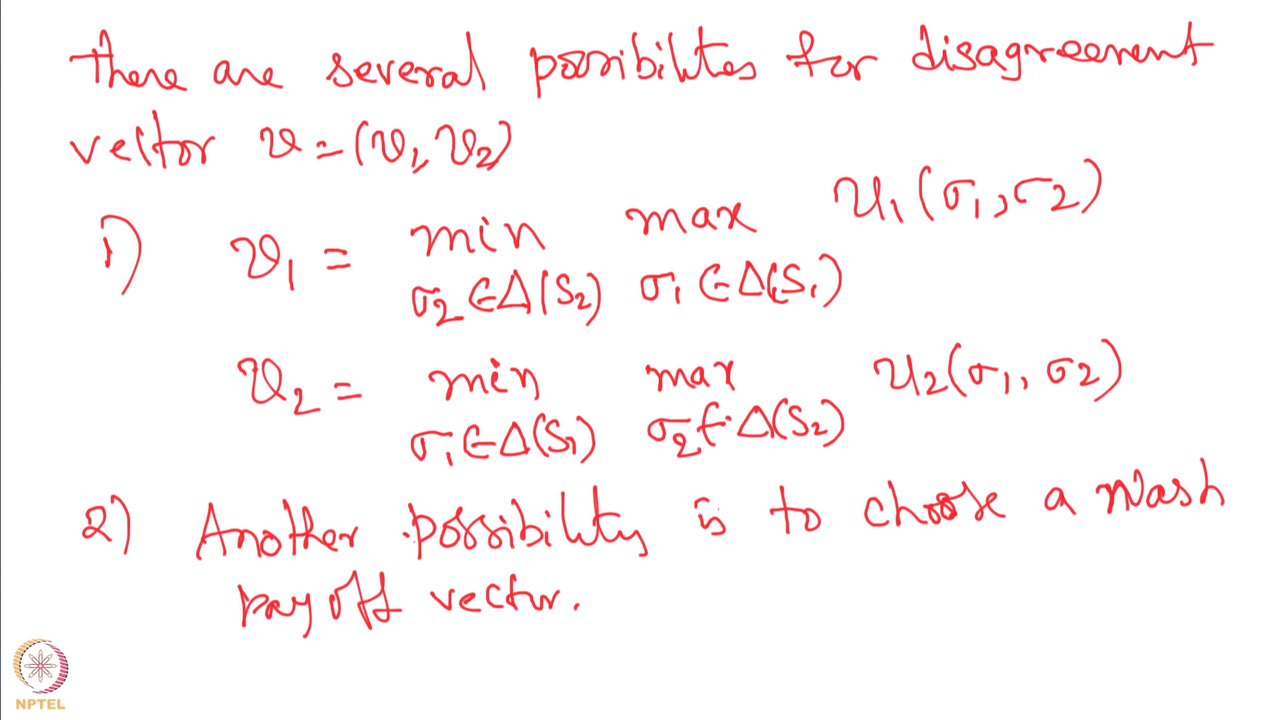 There are several possibilites for disagreement
vector v = (v₁, v₂)
1) v₁ = min max u₁(σ₁, σ₂)
σ₂ ∈ Δ(S₂) σ₁ ∈ Δ(S₁)
v₂ = min max u₂(σ₁, σ₂)
σ₁ ∈ Δ(S₁) σ₂ ∈ Δ(S₂)
2) Another possibility is to choose a Nash
payoff vector.
NPTEL